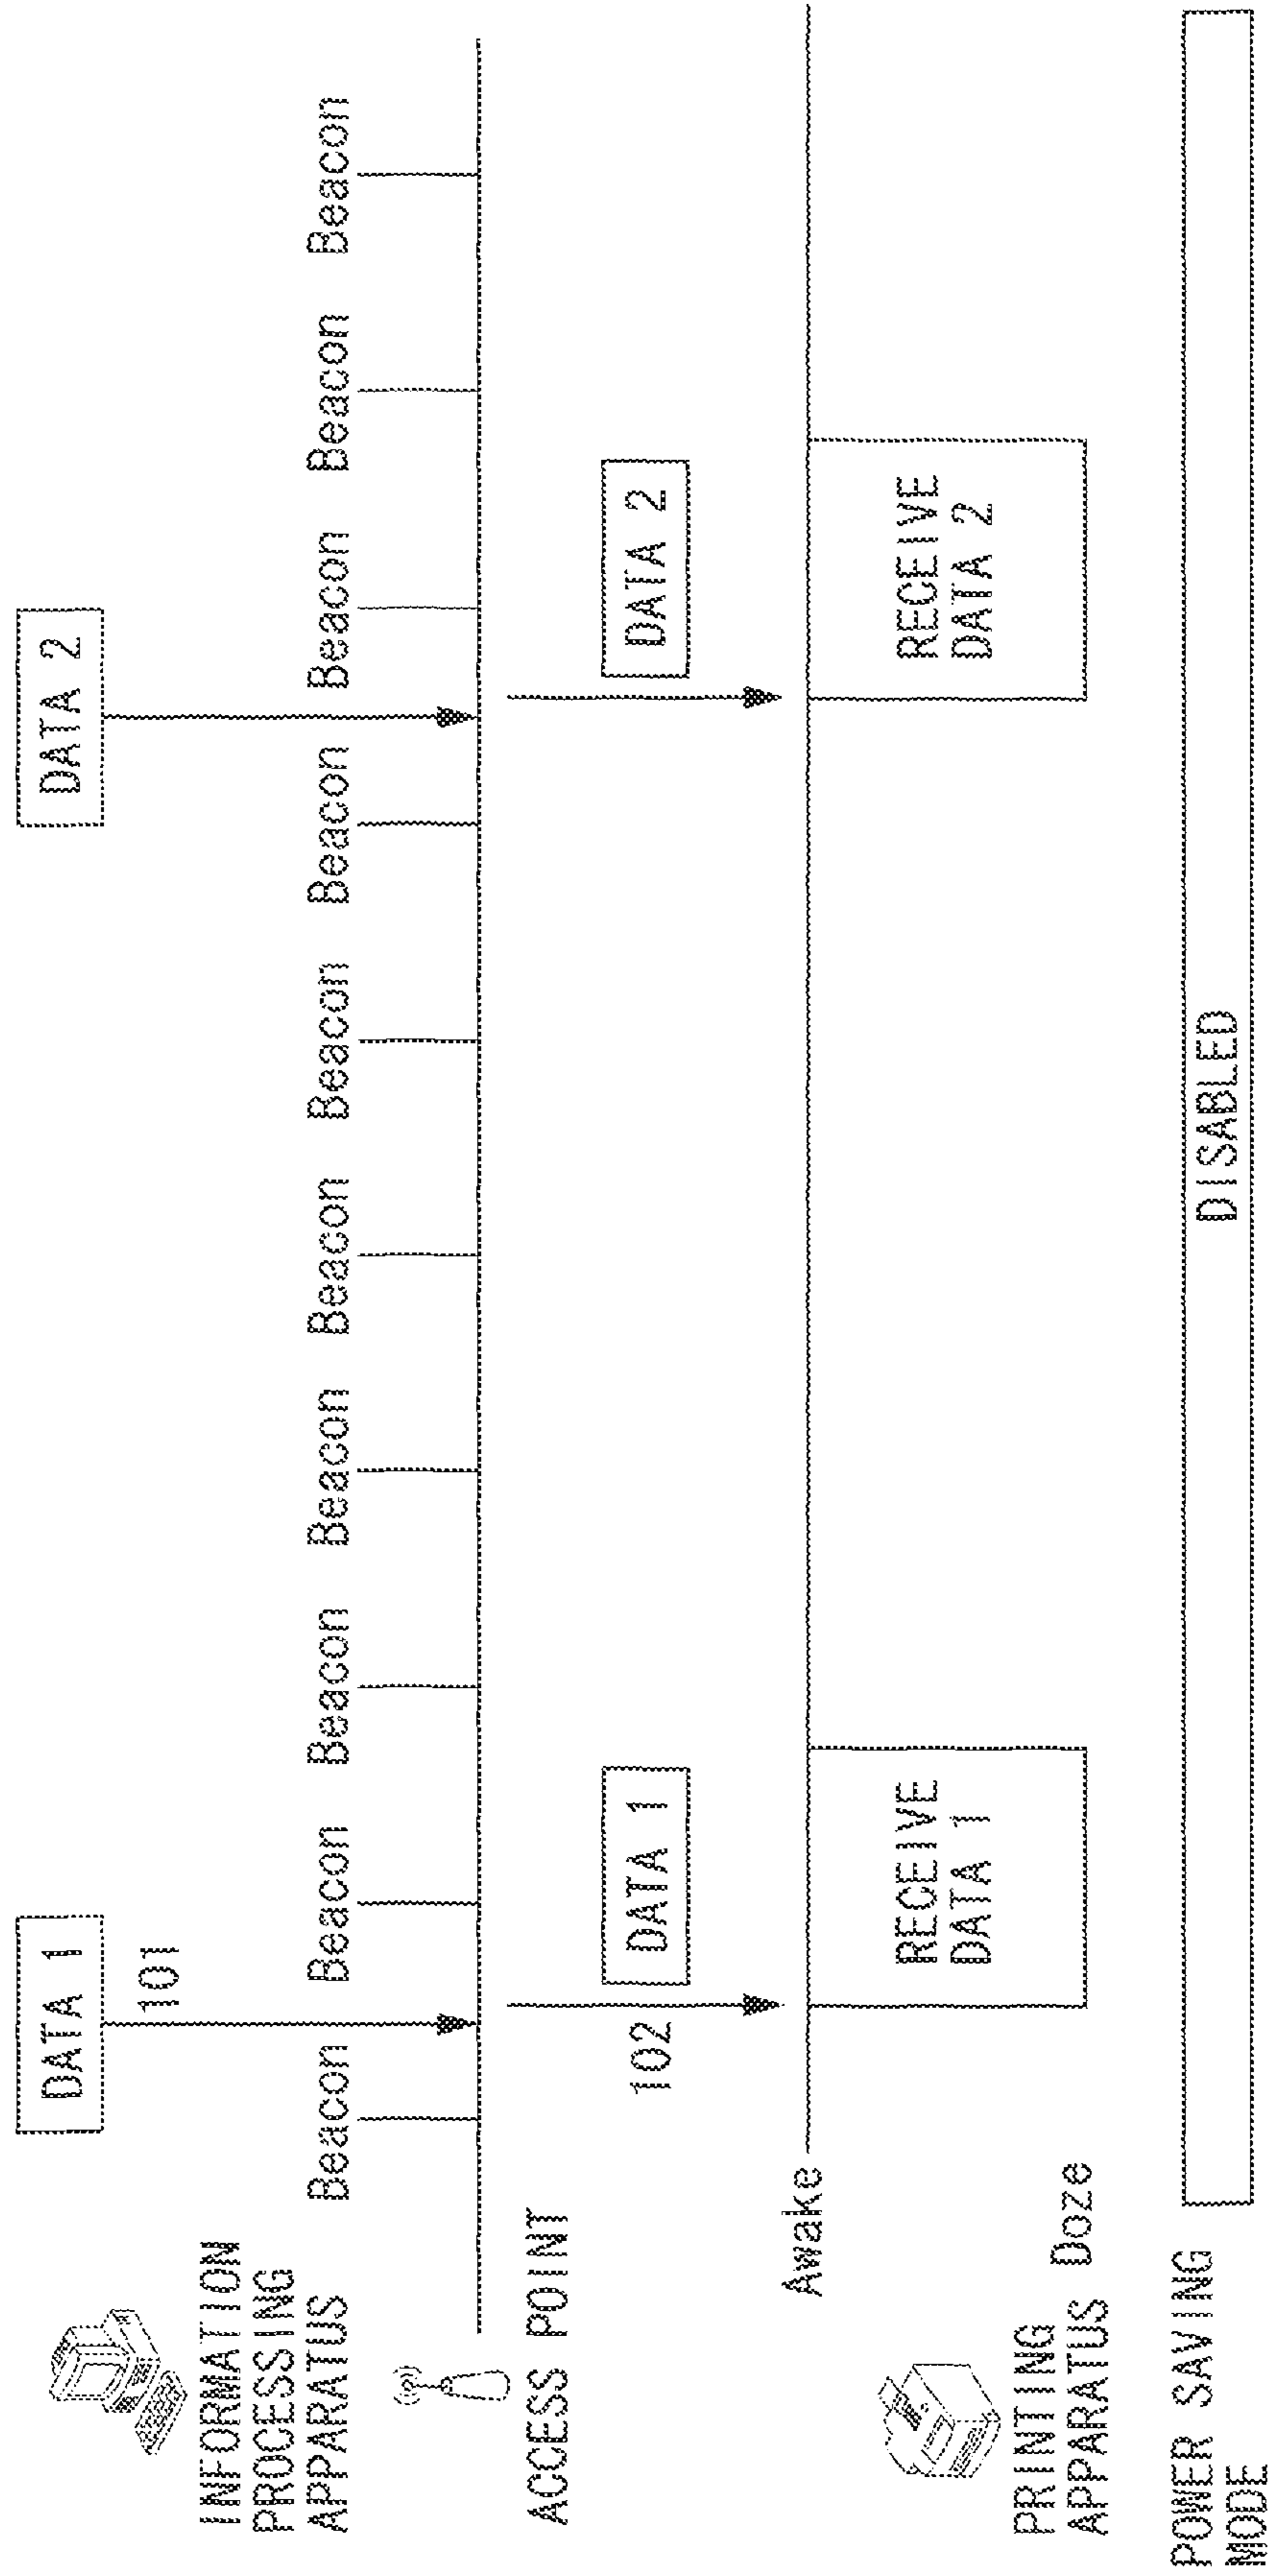 DATA 1
DATA 2
101
INFORMATION
PROCESSING
APPARATUS
Beacon
Beacon
Beacon
Beacon
Beacon
Beacon
Beacon
Beacon
Beacon
Beacon
ACCESS POINT
102
DATA 1
DATA 2
Awake
RECEIVE
DATA 1
RECEIVE
DATA 2
PRINTING
APPARATUS
Doze
POWER SAVING
MODE
DISABLED